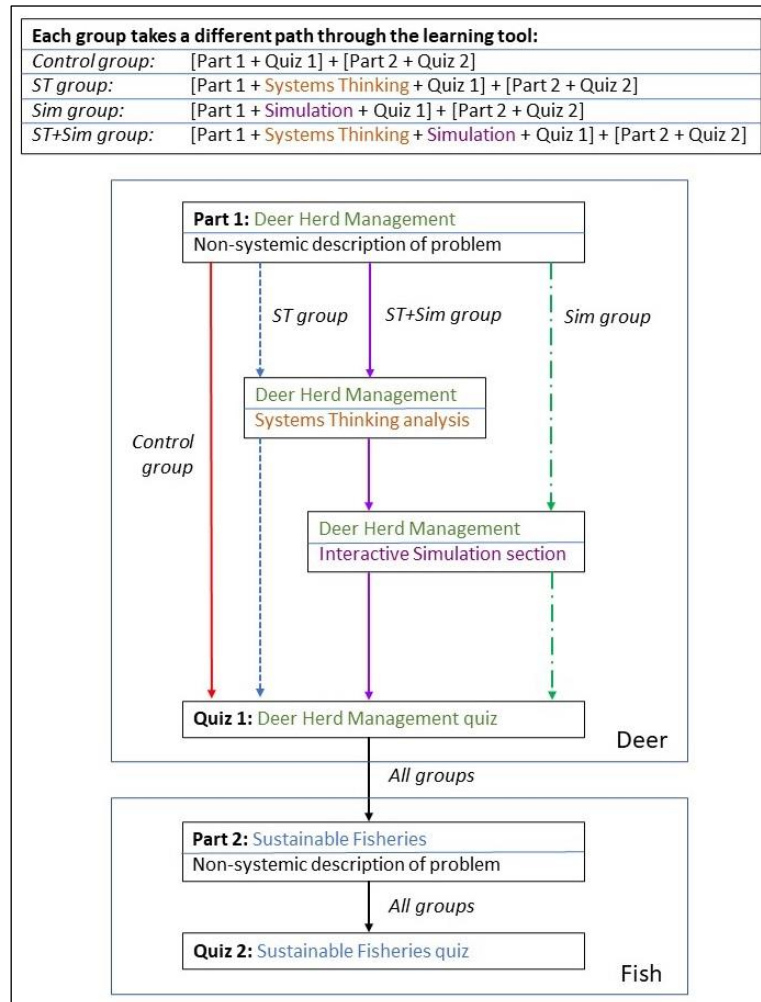 Each group takes a different path through the learning tool:
Control group: [Part 1 + Quiz 1] + [Part 2 + Quiz 2]
ST group: [Part 1 + Systems Thinking + Quiz 1] + [Part 2 + Quiz 2]
Sim group: [Part 1 + Simulation + Quiz 1] + [Part 2 + Quiz 2]
ST+Sim group: [Part 1 + Systems Thinking + Simulation + Quiz 1] + [Part 2 + Quiz 2]
Part 1: Deer Herd Management
Non-systemic description of problem
ST group
ST+Sim group
Sim group
Deer Herd Management
Systems Thinking analysis
Control
group
Deer Herd Management
Interactive Simulation section
Quiz 1: Deer Herd Management quiz
Deer
All groups
Part 2: Sustainable Fisheries
Non-systemic description of problem
All groups
Quiz 2: Sustainable Fisheries quiz
Fish